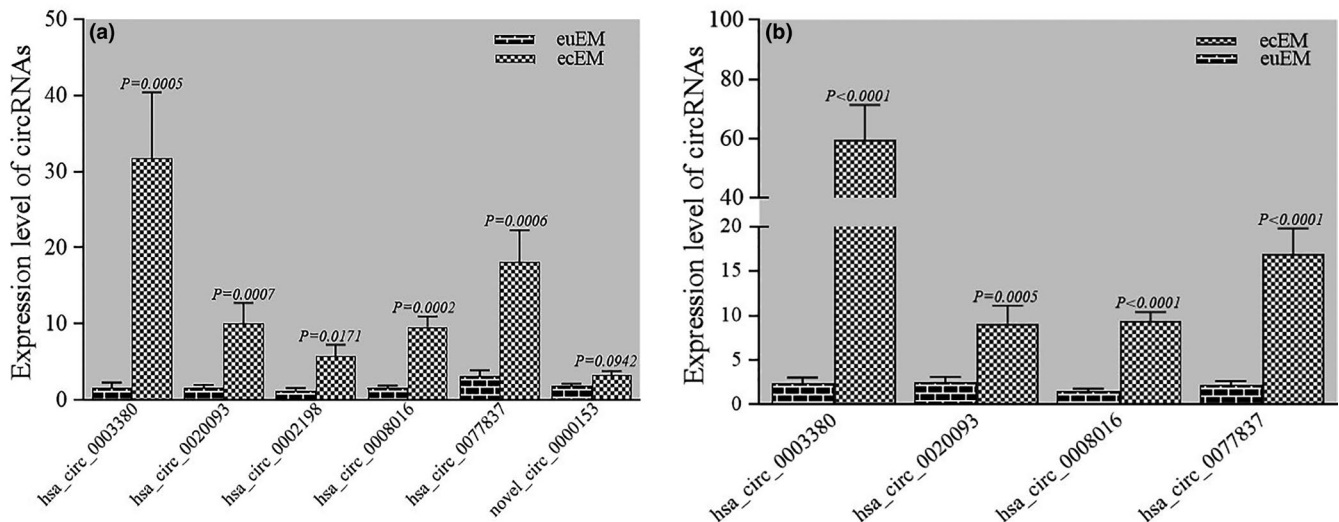 (a)
Expression level of circRNAs
50
40
30
20
10
0
euEM
ecEM
P=0.0005
P=0.0007
P=0.0171
P=0.0002
P=0.0006
P=0.0942
hsa_circ_0003380
hsa_circ_0020093
hsa_circ_0002198
hsa_circ_0008016
hsa_circ_0077837
novel_circ_0000153
(b)
Expression level of circRNAs
100
80
60
40
20
15
10
5
0
ecEM
euEM
P<0.0001
P=0.0005
P<0.0001
P<0.0001
hsa_circ_0003380
hsa_circ_0020093
hsa_circ_0008016
hsa_circ_0077837